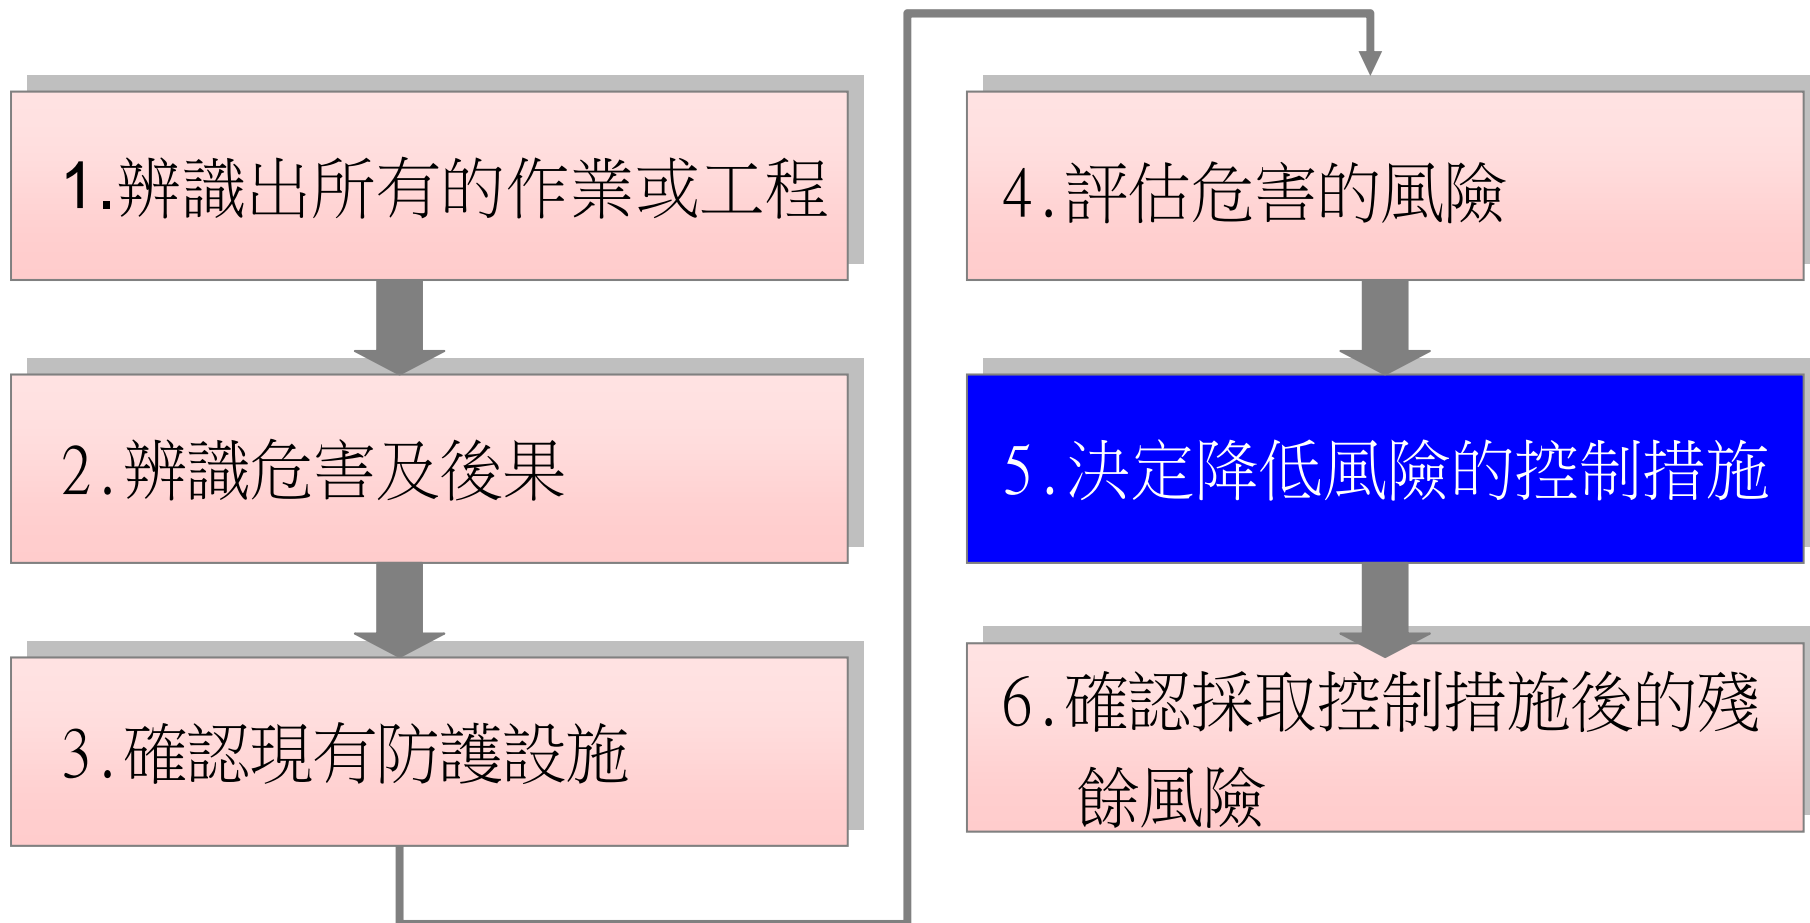 1.辨識出所有的作業或工程
2.辨識危害及後果
3.確認現有防護設施
4.評估危害的風險
5.決定降低風險的控制措施
6.確認採取控制措施後的殘
餘風險